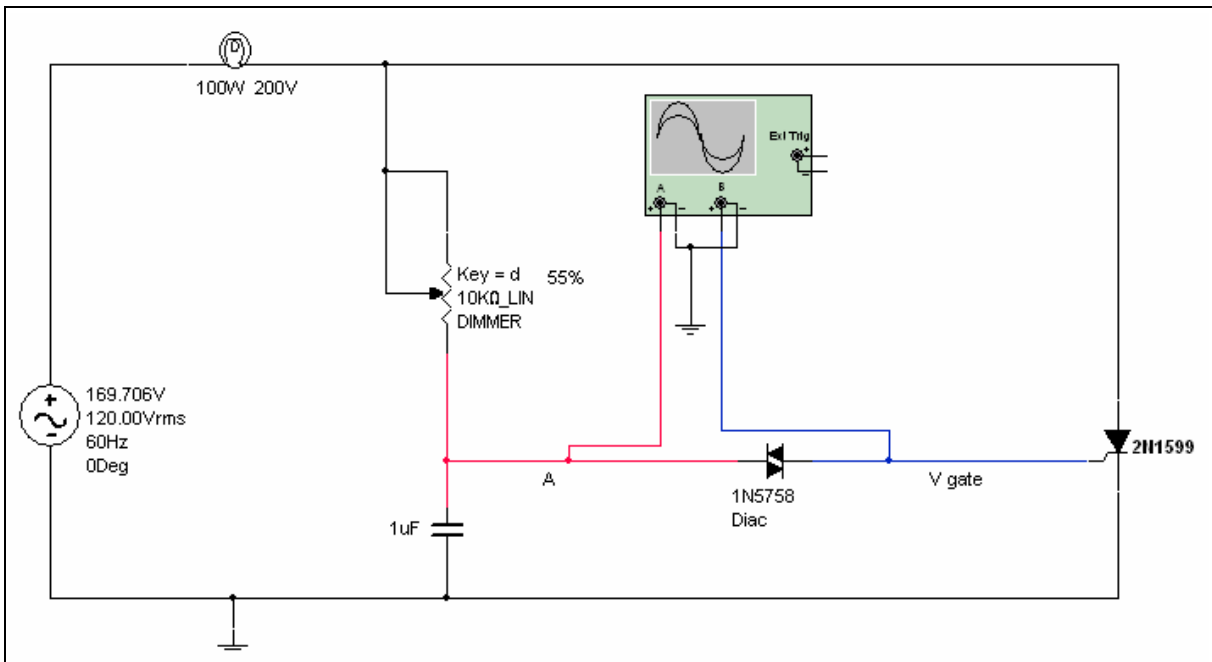 100W 200V
Ext Trig
+
-
A
B
+ -
+ -
Key = d 55%
10KΩ_LIN
DIMMER
169.706V
120.00Vrms
60Hz
0Deg
+
-
2N1599
A
V gate
1N5758
Diac
1uF